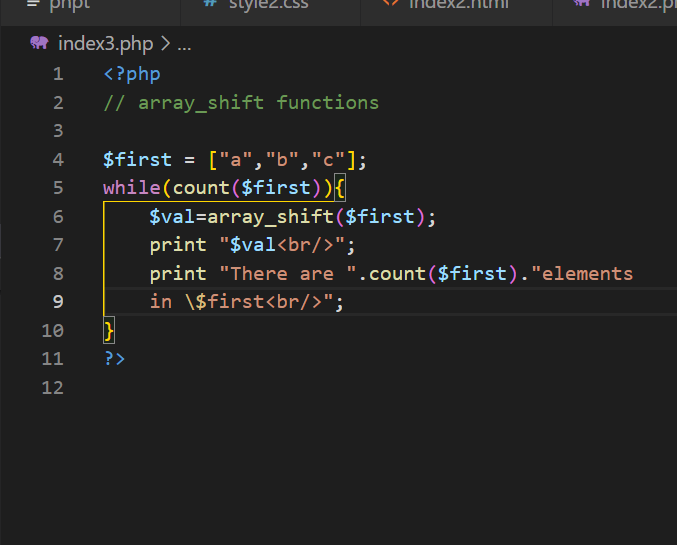 phpt # style2.css <> index2.html index2.p
index3.php > ...
1 <?php
2 // array_shift functions
3
4 $first = ["a","b","c"];
5 while(count($first)){
6 $val=array_shift($first);
7 print "$val<br/>";
8 print "There are ".count($first)."elements
9 in \$first<br/>";
10 }
11 ?>
12